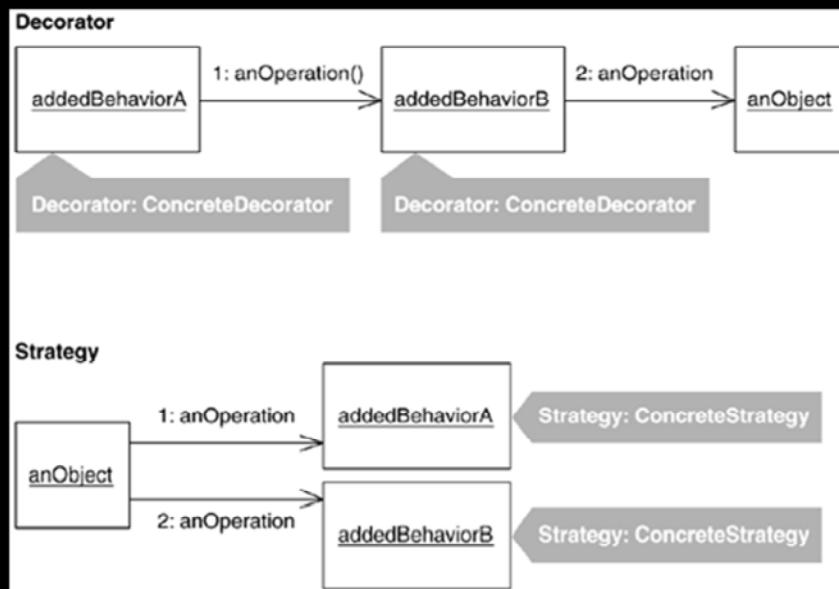 Decorator
addedBehaviorA
1: anOperation()
addedBehaviorB
2: anOperation
anObject
Decorator: ConcreteDecorator
Decorator: ConcreteDecorator
Strategy
anObject
1: anOperation
addedBehaviorA
Strategy: ConcreteStrategy
2: anOperation
addedBehaviorB
Strategy: ConcreteStrategy